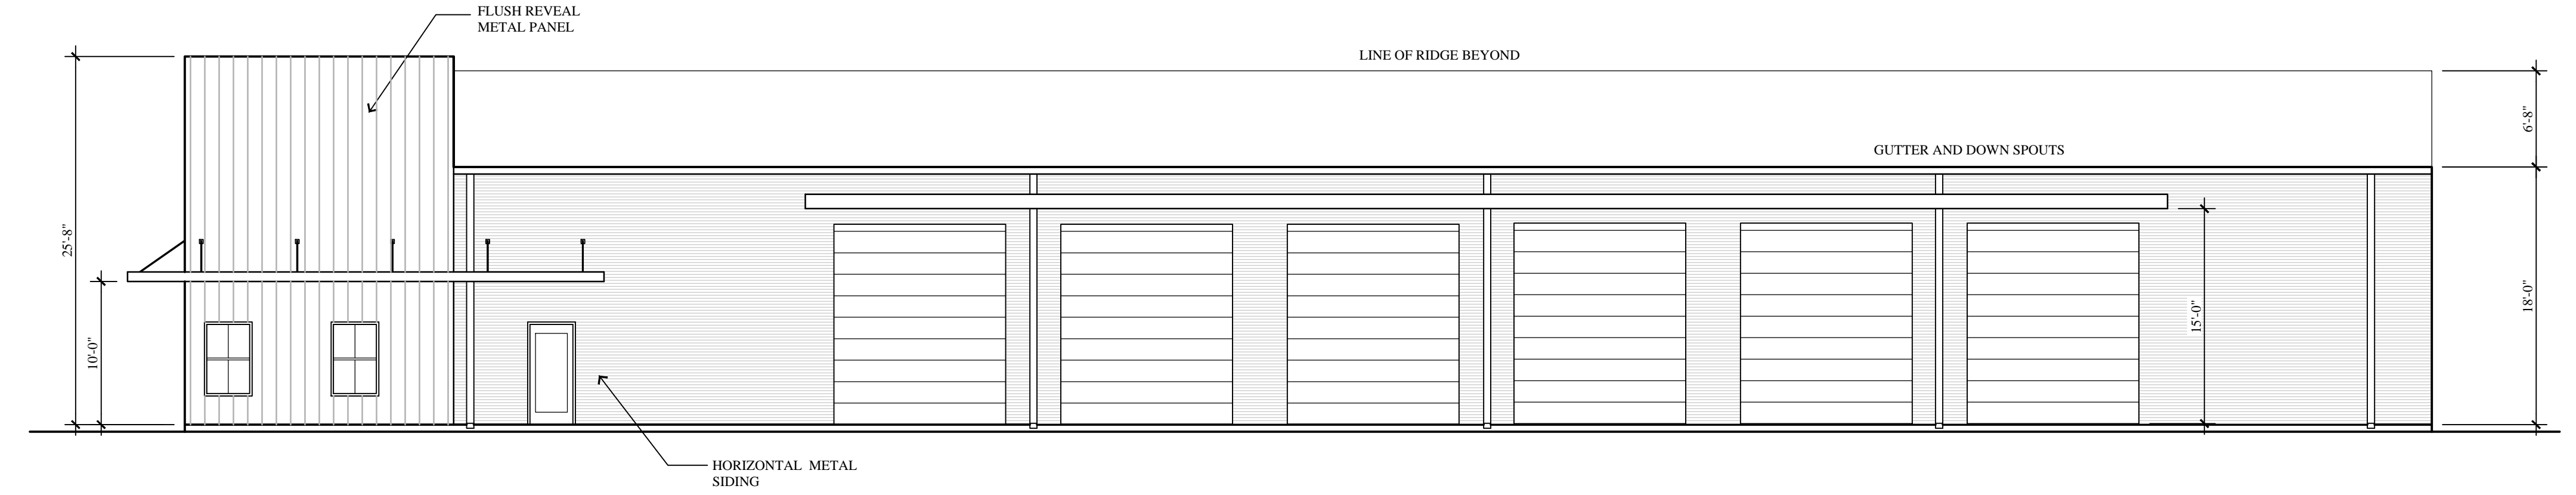 FLUSH REVEAL
METAL PANEL
LINE OF RIDGE BEYOND
GUTTER AND DOWN SPOUTS
25'-8"
10'-0"
6'-8"
18'-0"
15'-0"
HORIZONTAL  METAL
SIDING